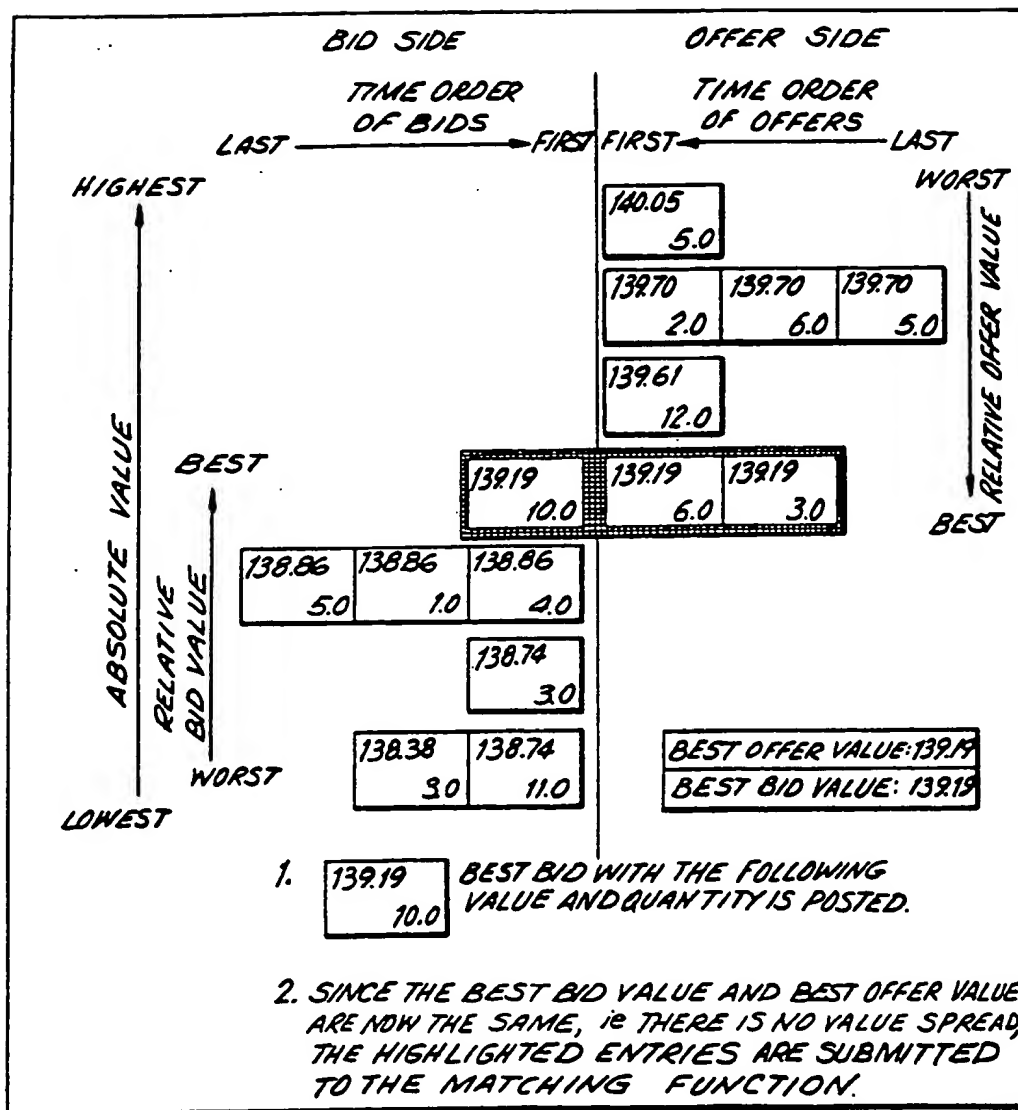 BID SIDE
OFFER SIDE
TIME ORDER
OF BIDS
TIME ORDER
OF OFFERS
LAST
FIRST
FIRST
LAST
HIGHEST
WORST
140.05
5.0
139.70
139.70
139.70
2.0
6.0
5.0
RELATIVE OFFER VALUE
139.61
12.0
BEST
139.19
139.19
139.19
10.0
6.0
3.0
BEST
ABSOLUTE VALUE
RELATIVE
BID VALUE
138.86
138.86
138.86
5.0
1.0
4.0
138.74
3.0
138.38
138.74
3.0
11.0
WORST
LOWEST
BEST OFFER VALUE: 139.19
BEST BID VALUE: 139.19
1. 139.19
10.0
BEST BID WITH THE FOLLOWING
VALUE AND QUANTITY IS POSTED.
2. SINCE THE BEST BID VALUE AND BEST OFFER VALUE
ARE NOW THE SAME, ie THERE IS NO VALUE SPREAD,
THE HIGHLIGHTED ENTRIES ARE SUBMITTED
TO THE MATCHING FUNCTION.